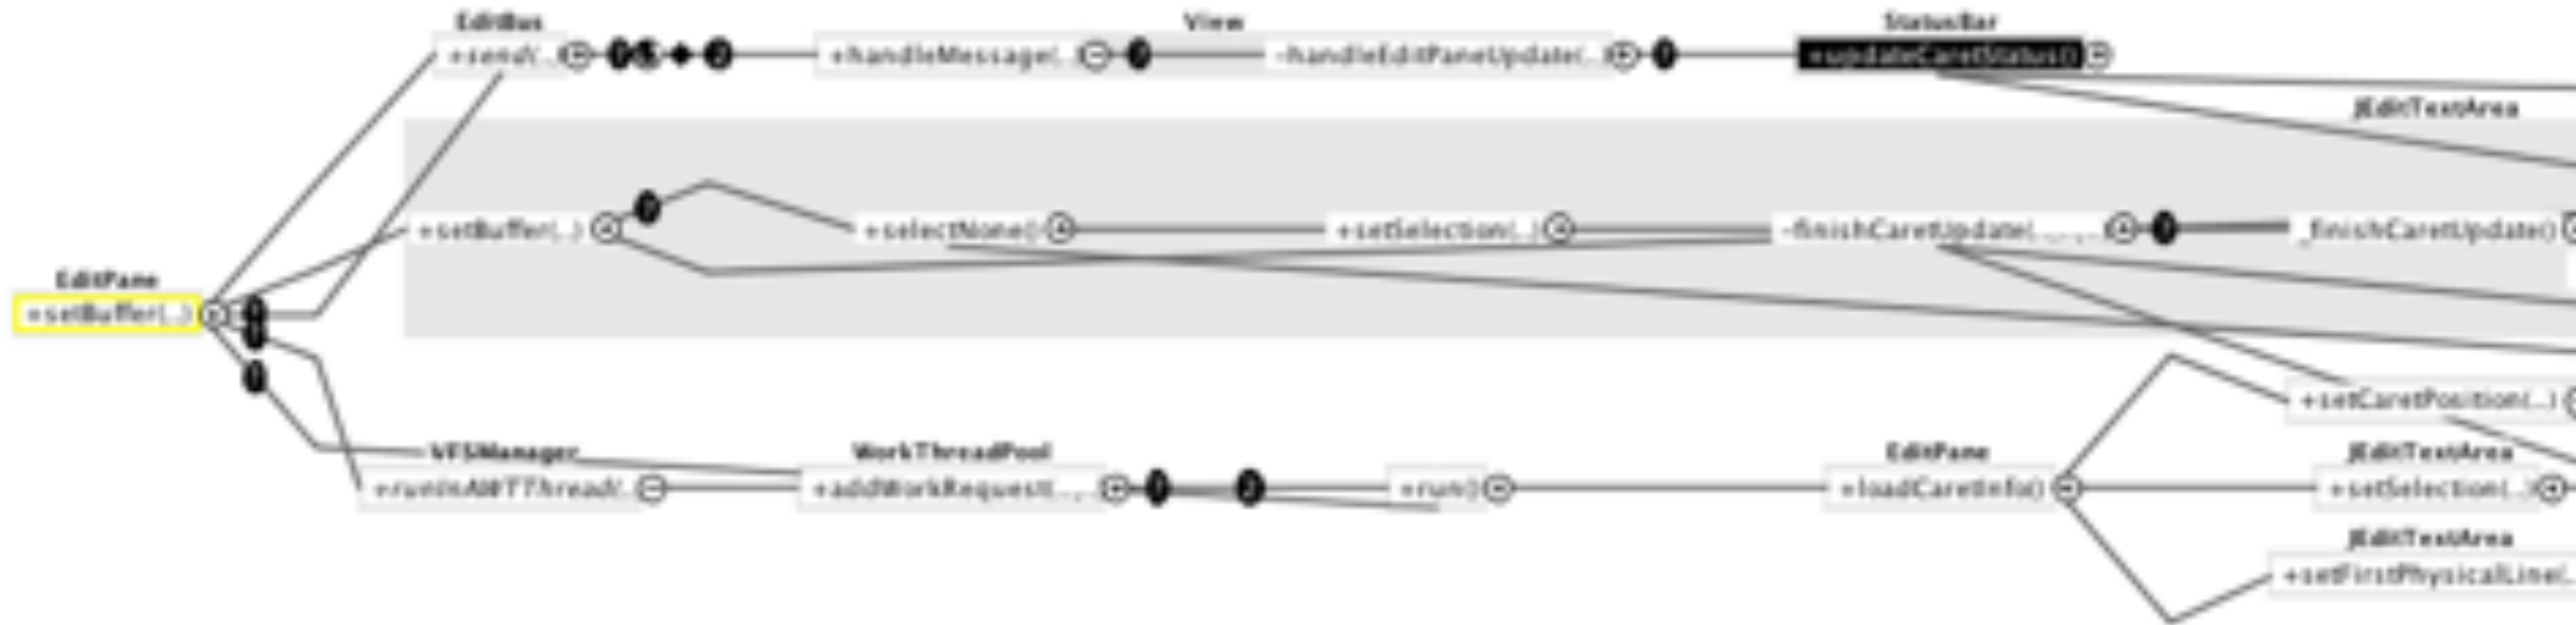 EditBus
View
StatusBar
+send(..)
+handleMessage(..)
-handleEditPaneUpdate(..)
+updateCaretStatus()
JEditTextArea
+setBuffer(..)
+selectNone()
+setSelection(..)
-finishCaretUpdate(..,..,..)
_finishCaretUpdate()
EditPane
+setBuffer(..)
+setCaretPosition(..)
VFSManager
WorkThreadPool
EditPane
JEditTextArea
+runInAWTThread(..
+addWorkRequest(..,..)
+run()
+loadCaretInfo()
+setSelection(..)
JEditTextArea
+setFirstPhysicalLine(..